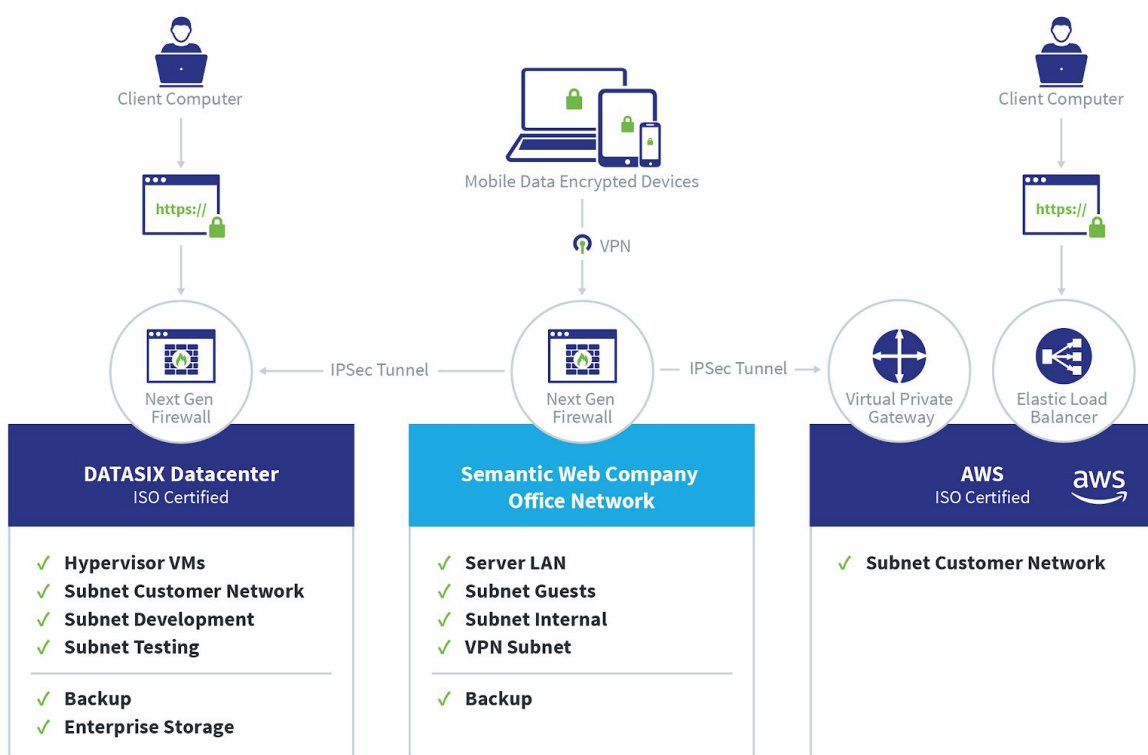 Client Computer
https://
Next Gen
Firewall
DATASIX Datacenter
ISO Certified
✓ Hypervisor VMs
✓ Subnet Customer Network
✓ Subnet Development
✓ Subnet Testing
✓ Backup
✓ Enterprise Storage
IPSec Tunnel
Mobile Data Encrypted Devices
VPN
Next Gen
Firewall
Semantic Web Company
Office Network
✓ Server LAN
✓ Subnet Guests
✓ Subnet Internal
✓ VPN Subnet
✓ Backup
IPSec Tunnel
Client Computer
https://
Virtual Private
Gateway
Elastic Load
Balancer
AWS
ISO Certified
aws
✓ Subnet Customer Network